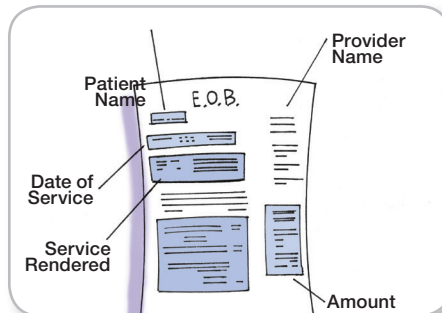 Patient
Name
E.O.B.
Provider
Name
Date of
Service
Service
Rendered
Amount